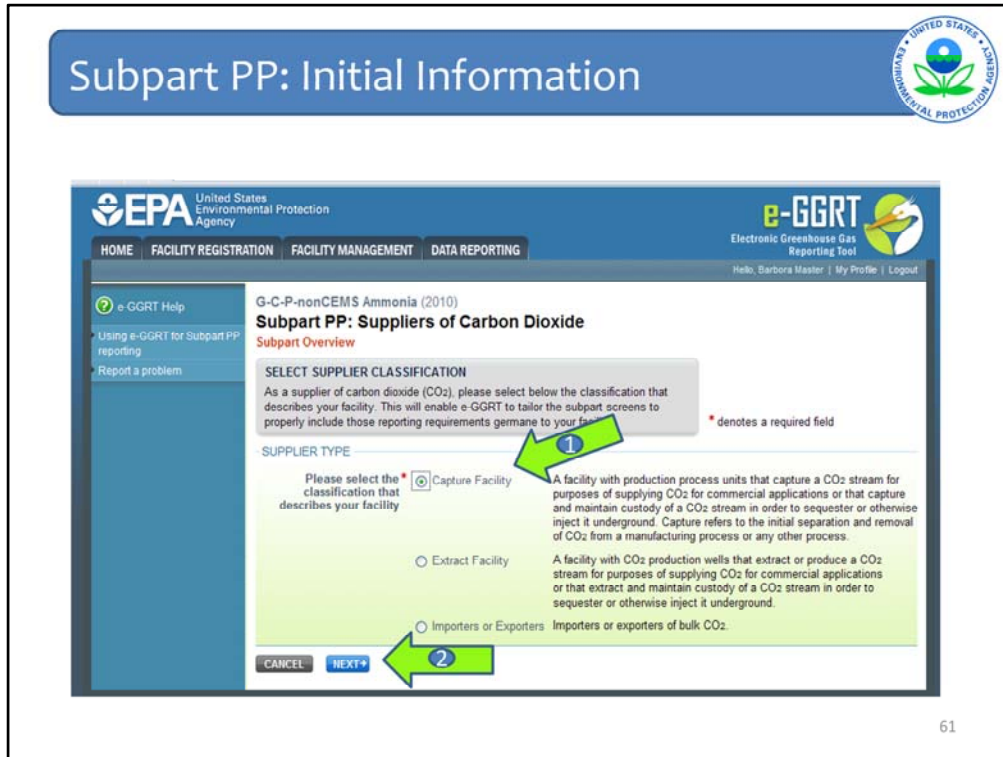 Subpart PP: Initial Information
UNITED STATES
ENVIRONMENTAL PROTECTION AGENCY
EPA United States
Environmental Protection
Agency
e-GGRT
Electronic Greenhouse Gas
Reporting Tool
HOME FACILITY REGISTRATION FACILITY MANAGEMENT DATA REPORTING
Hello, Barbora Master | My Profile | Logout
e-GGRT Help
Using e-GGRT for Subpart PP
reporting
Report a problem
G-C-P-nonCEMS Ammonia (2010)
Subpart PP: Suppliers of Carbon Dioxide
Subpart Overview
SELECT SUPPLIER CLASSIFICATION
As a supplier of carbon dioxide (CO2), please select below the classification that
describes your facility. This will enable e-GGRT to tailor the subpart screens to
properly include those reporting requirements germane to your
* denotes a required field
1
SUPPLIER TYPE
Please select the *
classification that
describes your facility
Capture Facility
A facility with production process units that capture a CO2 stream for
purposes of supplying CO2 for commercial applications or that capture
and maintain custody of a CO2 stream in order to sequester or otherwise
inject it underground. Capture refers to the initial separation and removal
of CO2 from a manufacturing process or any other process.
Extract Facility
A facility with CO2 production wells that extract or produce a CO2
stream for purposes of supplying CO2 for commercial applications
or that extract and maintain custody of a CO2 stream in order to
sequester or otherwise inject it underground.
Importers or Exporters
Importers or exporters of bulk CO2.
CANCEL NEXT
2
61